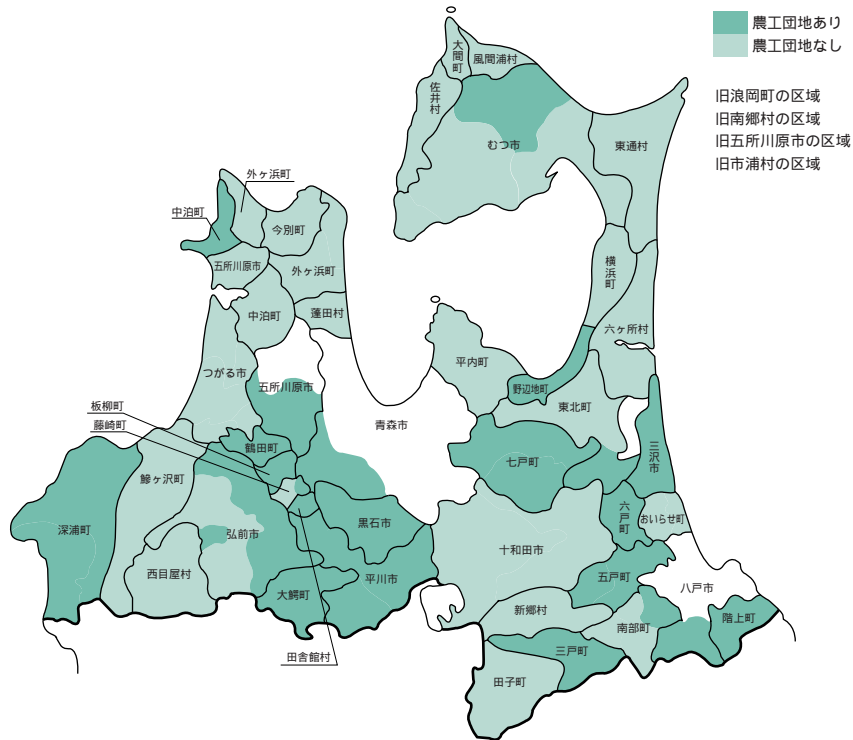 農工団地あり
農工団地なし
旧浪岡町の区域
旧南郷村の区域
旧五所川原市の区域
旧市浦村の区域
大間町
風間浦村
佐井村
むつ市
東通村
外ヶ浜町
中泊町
今別町
五所川原市
外ヶ浜町
横浜町
中泊町
蓬田村
六ヶ所村
平内町
つがる市
五所川原市
野辺地町
東北町
板柳町
藤崎町
青森市
鶴田町
七戸町
三沢市
鰺ヶ沢町
六戸町
おいらせ町
深浦町
弘前市
黒石市
十和田市
西目屋村
平川市
五戸町
八戸市
大鰐町
新郷村
南部町
階上町
田舎館村
三戸町
田子町